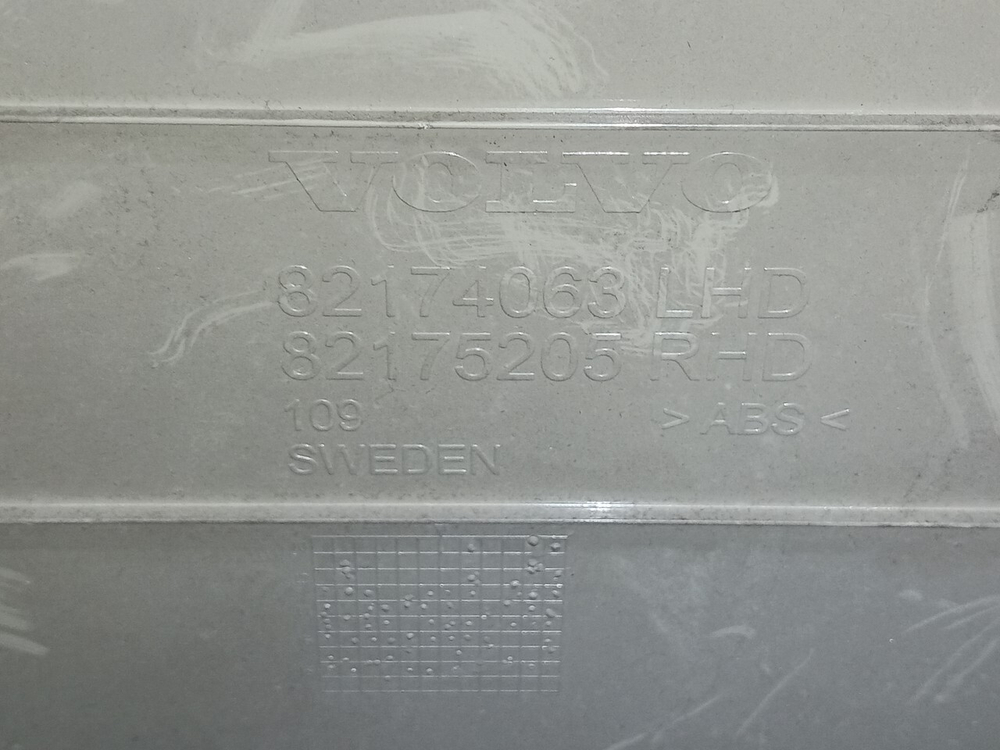 VOLVO
82174063 LHD
82175205 RHD
109 > ABS <
SWEDEN